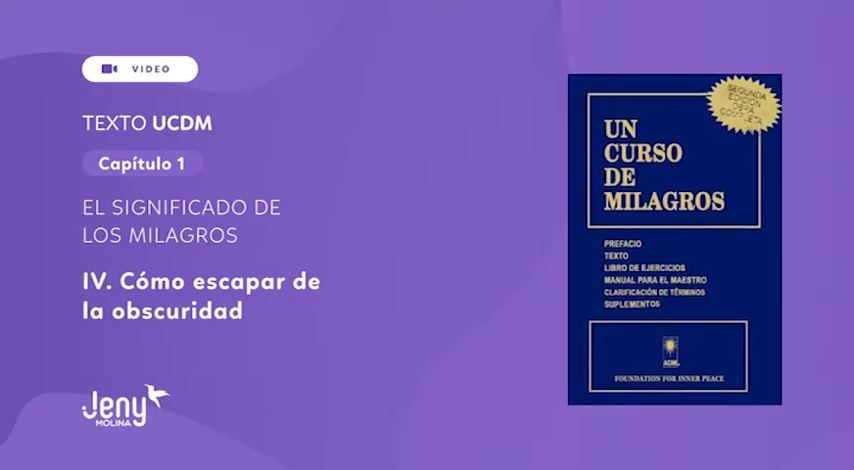 VIDEO
TEXTO UCDM
Capítulo 1
EL SIGNIFICADO DE
LOS MILAGROS
IV. Cómo escapar de
la obscuridad
Jeny
MOLINA
SEGUNDA
EDICIÓN
OBRA
COMPLETA
UN
CURSO
DE
MILAGROS
PREFACIO
TEXTO
LIBRO DE EJERCICIOS
MANUAL PARA EL MAESTRO
CLARIFICACIÓN DE TÉRMINOS
SUPLEMENTOS
ACIM
FOUNDATION FOR INNER PEACE